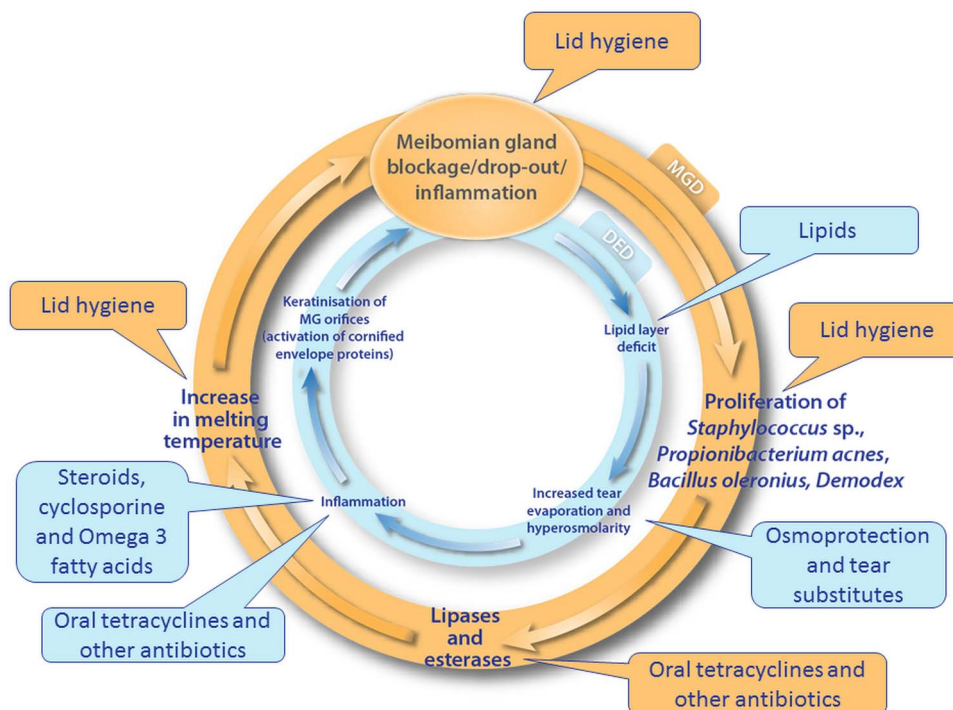 Lid hygiene
Meibomian gland
blockage/drop-out/
inflammation
MGD
DED
Lipids
Lid hygiene
Keratinisation of
MG orifices
(activation of cornified
envelope proteins)
Lipid layer
deficit
Lid hygiene
Increase
in melting
temperature
Proliferation of
Staphylococcus sp.,
Propionibacterium acnes,
Bacillus oleronius, Demodex
Steroids,
cyclosporine
and Omega 3
fatty acids
Inflammation
Increased tear
evaporation and
hyperosmolarity
Osmoprotection
and tear
substitutes
Oral tetracyclines and
other antibiotics
Lipases and
esterases
Oral tetracyclines and
other antibiotics